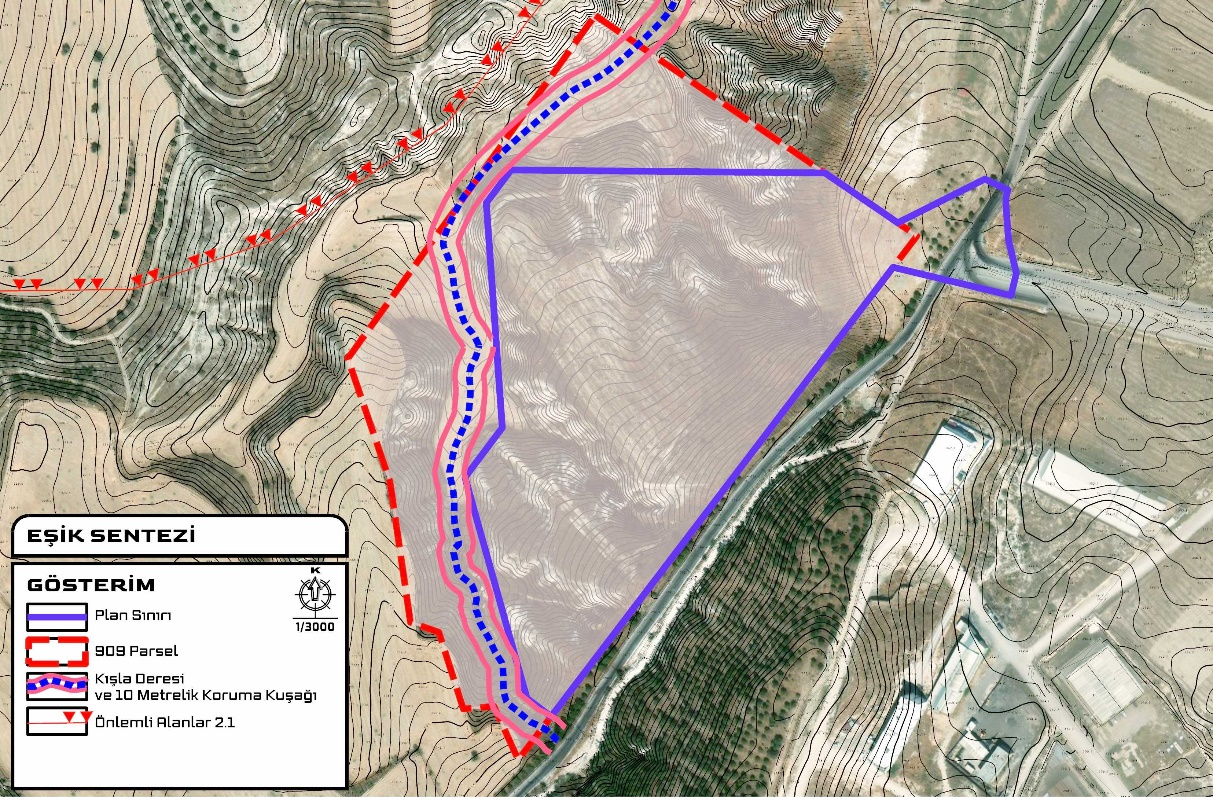 EŞİK SENTEZİ
GÖSTERİM
K
1/3000
Plan Sınırı
909 Parsel
Kışla Deresi
ve 10 Metrelik Koruma Kuşağı
Önlemli Alanlar 2.1